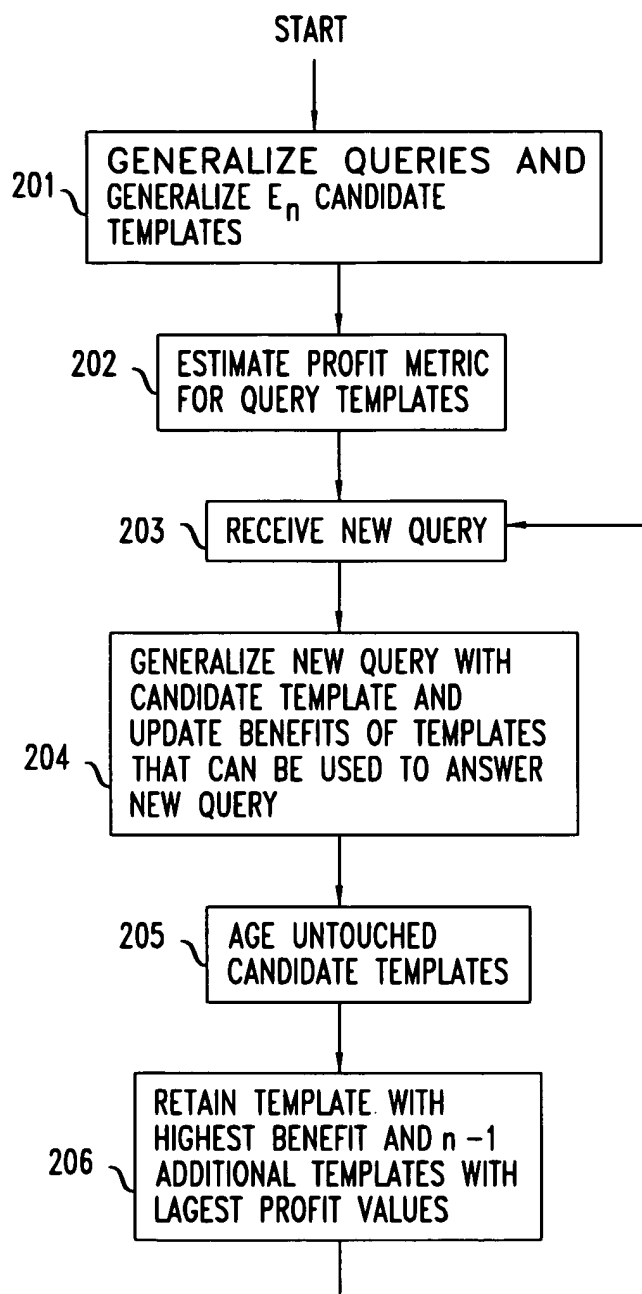 START
201
GENERALIZE QUERIES AND
GENERALIZE En CANDIDATE
TEMPLATES
202
ESTIMATE PROFIT METRIC
FOR QUERY TEMPLATES
203
RECEIVE NEW QUERY
204
GENERALIZE NEW QUERY WITH
CANDIDATE TEMPLATE AND
UPDATE BENEFITS OF TEMPLATES
THAT CAN BE USED TO ANSWER
NEW QUERY
205
AGE UNTOUCHED
CANDIDATE TEMPLATES
206
RETAIN TEMPLATE WITH
HIGHEST BENEFIT AND n-1
ADDITIONAL TEMPLATES WITH
LAGEST PROFIT VALUES